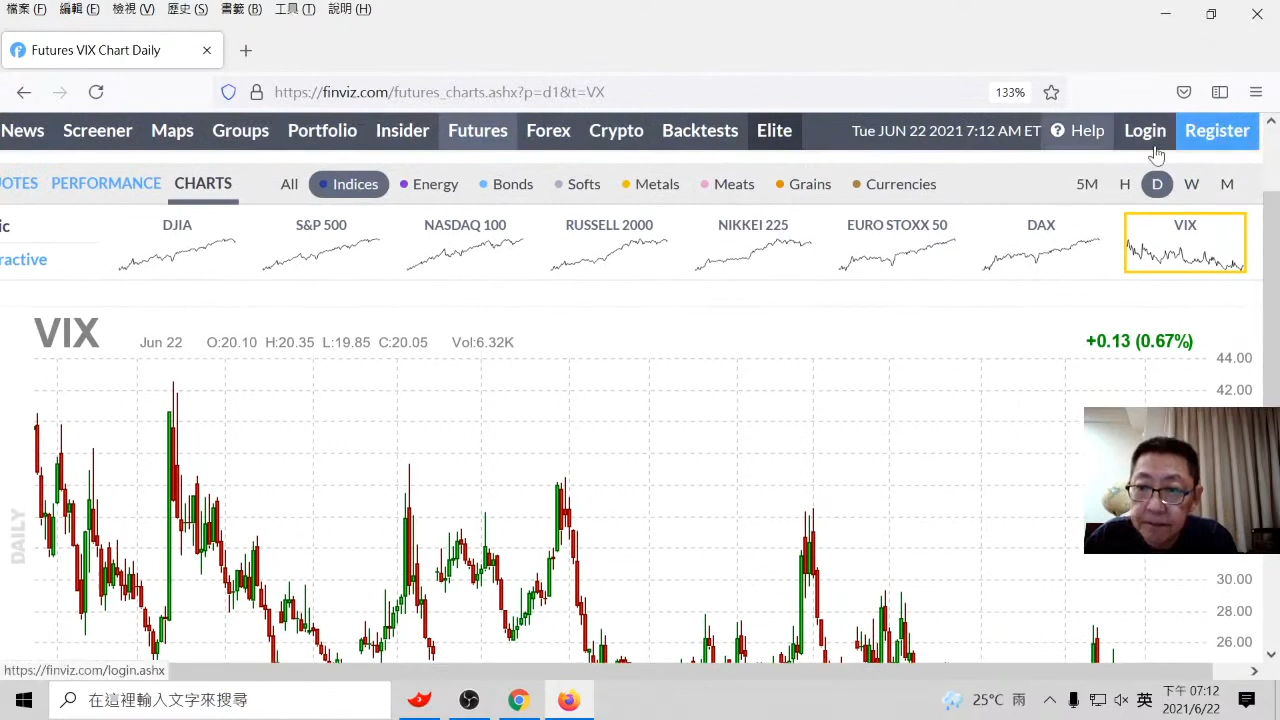 檔案 (F) 編輯 (E) 檢視 (V) 歷史 (S) 書籤 (B) 工具 (T) 說明 (H)
Futures VIX Chart Daily
https://finviz.com/futures_charts.ashx?p=d1&t=VX 133%
News Screener Maps Groups Portfolio Insider Futures Forex Crypto Backtests Elite Tue JUN 22 2021 7:12 AM ET Help Login Register
UOTES PERFORMANCE CHARTS All Indices Energy Bonds Softs Metals Meats Grains Currencies 5M H D W M
ic
ractive
DJIA S&P 500 NASDAQ 100 RUSSELL 2000 NIKKEI 225 EURO STOXX 50 DAX VIX
VIX Jun 22 O:20.10 H:20.35 L:19.85 C:20.05 Vol:6.32K +0.13 (0.67%)
44.00
42.00
DAILY
30.00
28.00
26.00
https://finviz.com/login.ashx
在這裡輸入文字來搜尋
25°C 雨 英 下午 07:12
2021/6/22